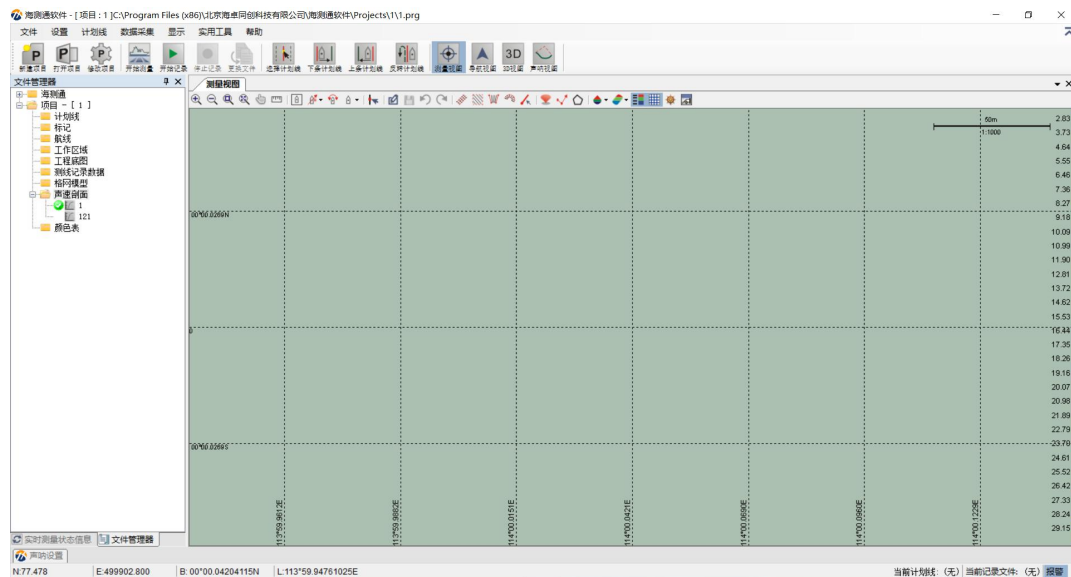 海测通软件 - [ 项目 : 1 ]C:\Program Files (x86)\北京海卓同创科技有限公司\海测通软件\Projects\1\1.prg
文件 设置 计划线 数据采集 显示 实用工具 帮助
新建项目 打开项目 修改项目 开始测量 开始记录 停止记录 更换文件 选择计划线 下条计划线 上条计划线 反转计划线 测量视图 导航视图 3D视图 声呐视图
文件管理器
测量视图
海测通
项目 - [ 1 ]
计划线
标记
航线
工作区域
工程底图
测线记录数据
格网模型
声速剖面
1
121
颜色表
50m
1:1000
2.83
3.73
4.64
5.55
6.46
7.36
8.27
9.18
10.09
10.99
11.90
12.81
13.72
14.62
15.53
16.44
17.35
18.26
19.16
20.07
20.98
21.89
22.79
23.70
24.61
25.52
26.42
27.33
28.24
29.15
00°00.0269N
0
00°00.0269S
113°59.9612E
113°59.9882E
114°00.0151E
114°00.0421E
114°00.0690E
114°00.0960E
114°00.1229E
实时测量状态信息 文件管理器
声呐设置
N:77.478 E:499902.800 B: 00°00.04204115N L:113°59.94761025E 当前计划线: (无) 当前记录文件: (无) 报警